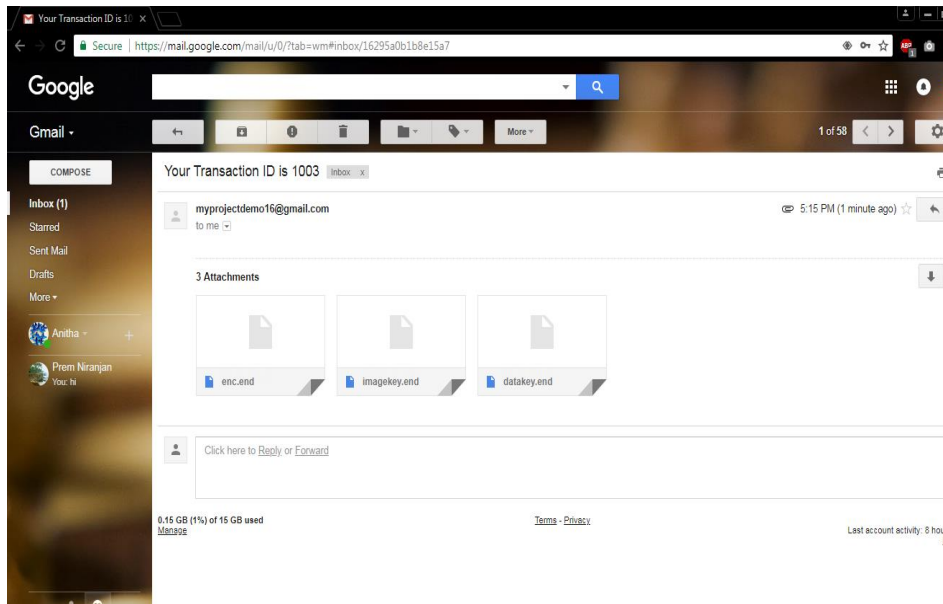 Your Transaction ID is 10
Secure | https://mail.google.com/mail/u/0/?tab=wm#inbox/16295a0b1b8e15a7
ABP
1
Google
Gmail
More
1 of 58
COMPOSE
Your Transaction ID is 1003 Inbox x
Inbox (1)
Starred
Sent Mail
Drafts
More
Anitha
Prem Niranjan
You: hi
myprojectdemo16@gmail.com
to me
5:15 PM (1 minute ago)
3 Attachments
enc.end
imagekey.end
datakey.end
Click here to Reply or Forward
0.15 GB (1%) of 15 GB used
Manage
Terms - Privacy
Last account activity: 8 hou